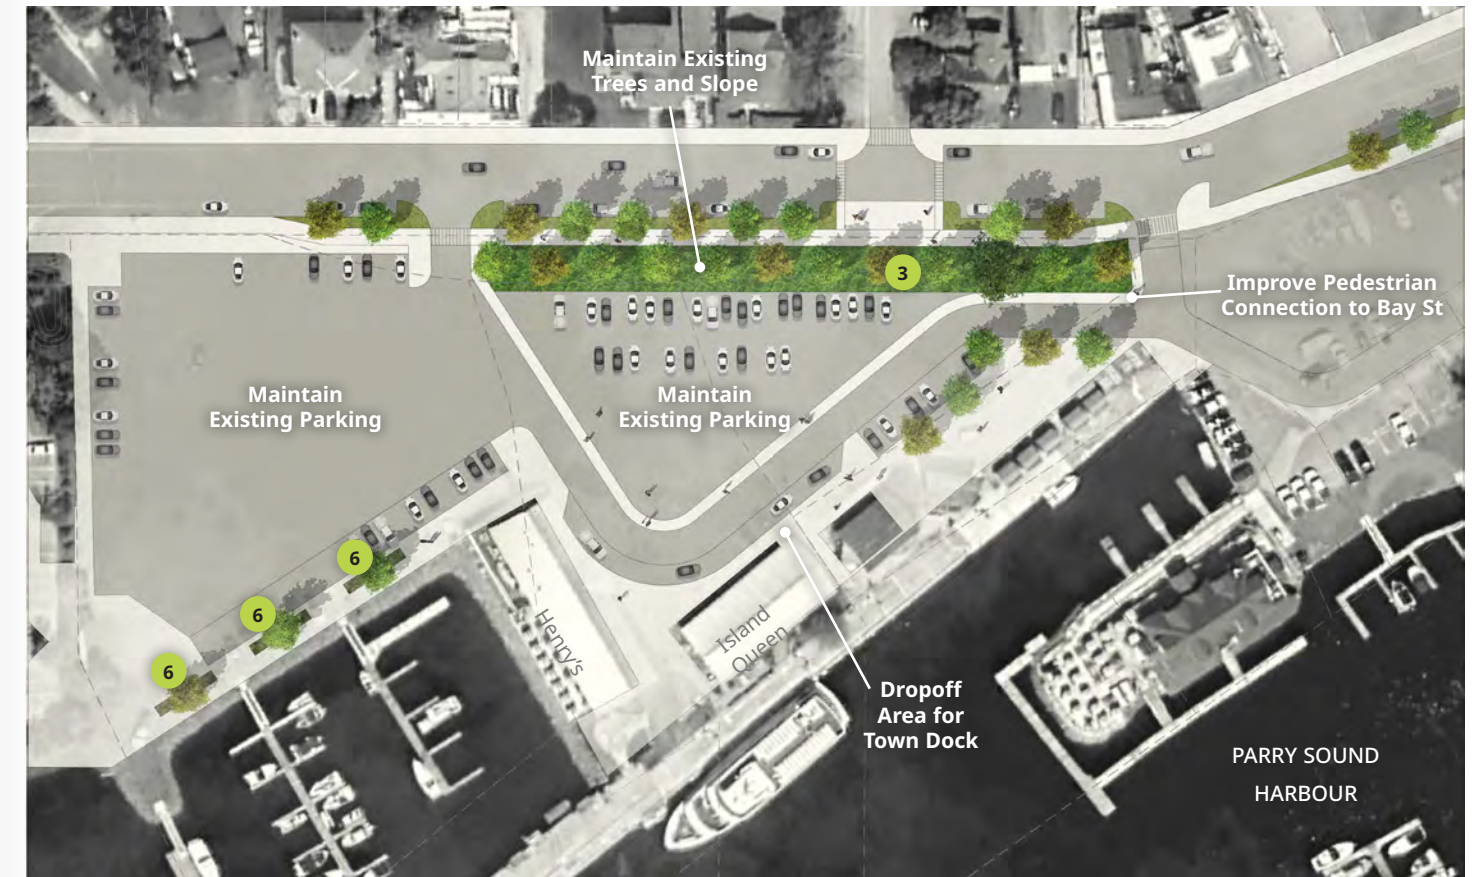 Maintain Existing
Trees and Slope
3
Improve Pedestrian
Connection to Bay St
Maintain
Existing Parking
Maintain
Existing Parking
6
6
6
Henry's
Island
Queen
Dropoff
Area for
Town Dock
PARRY SOUND
HARBOUR